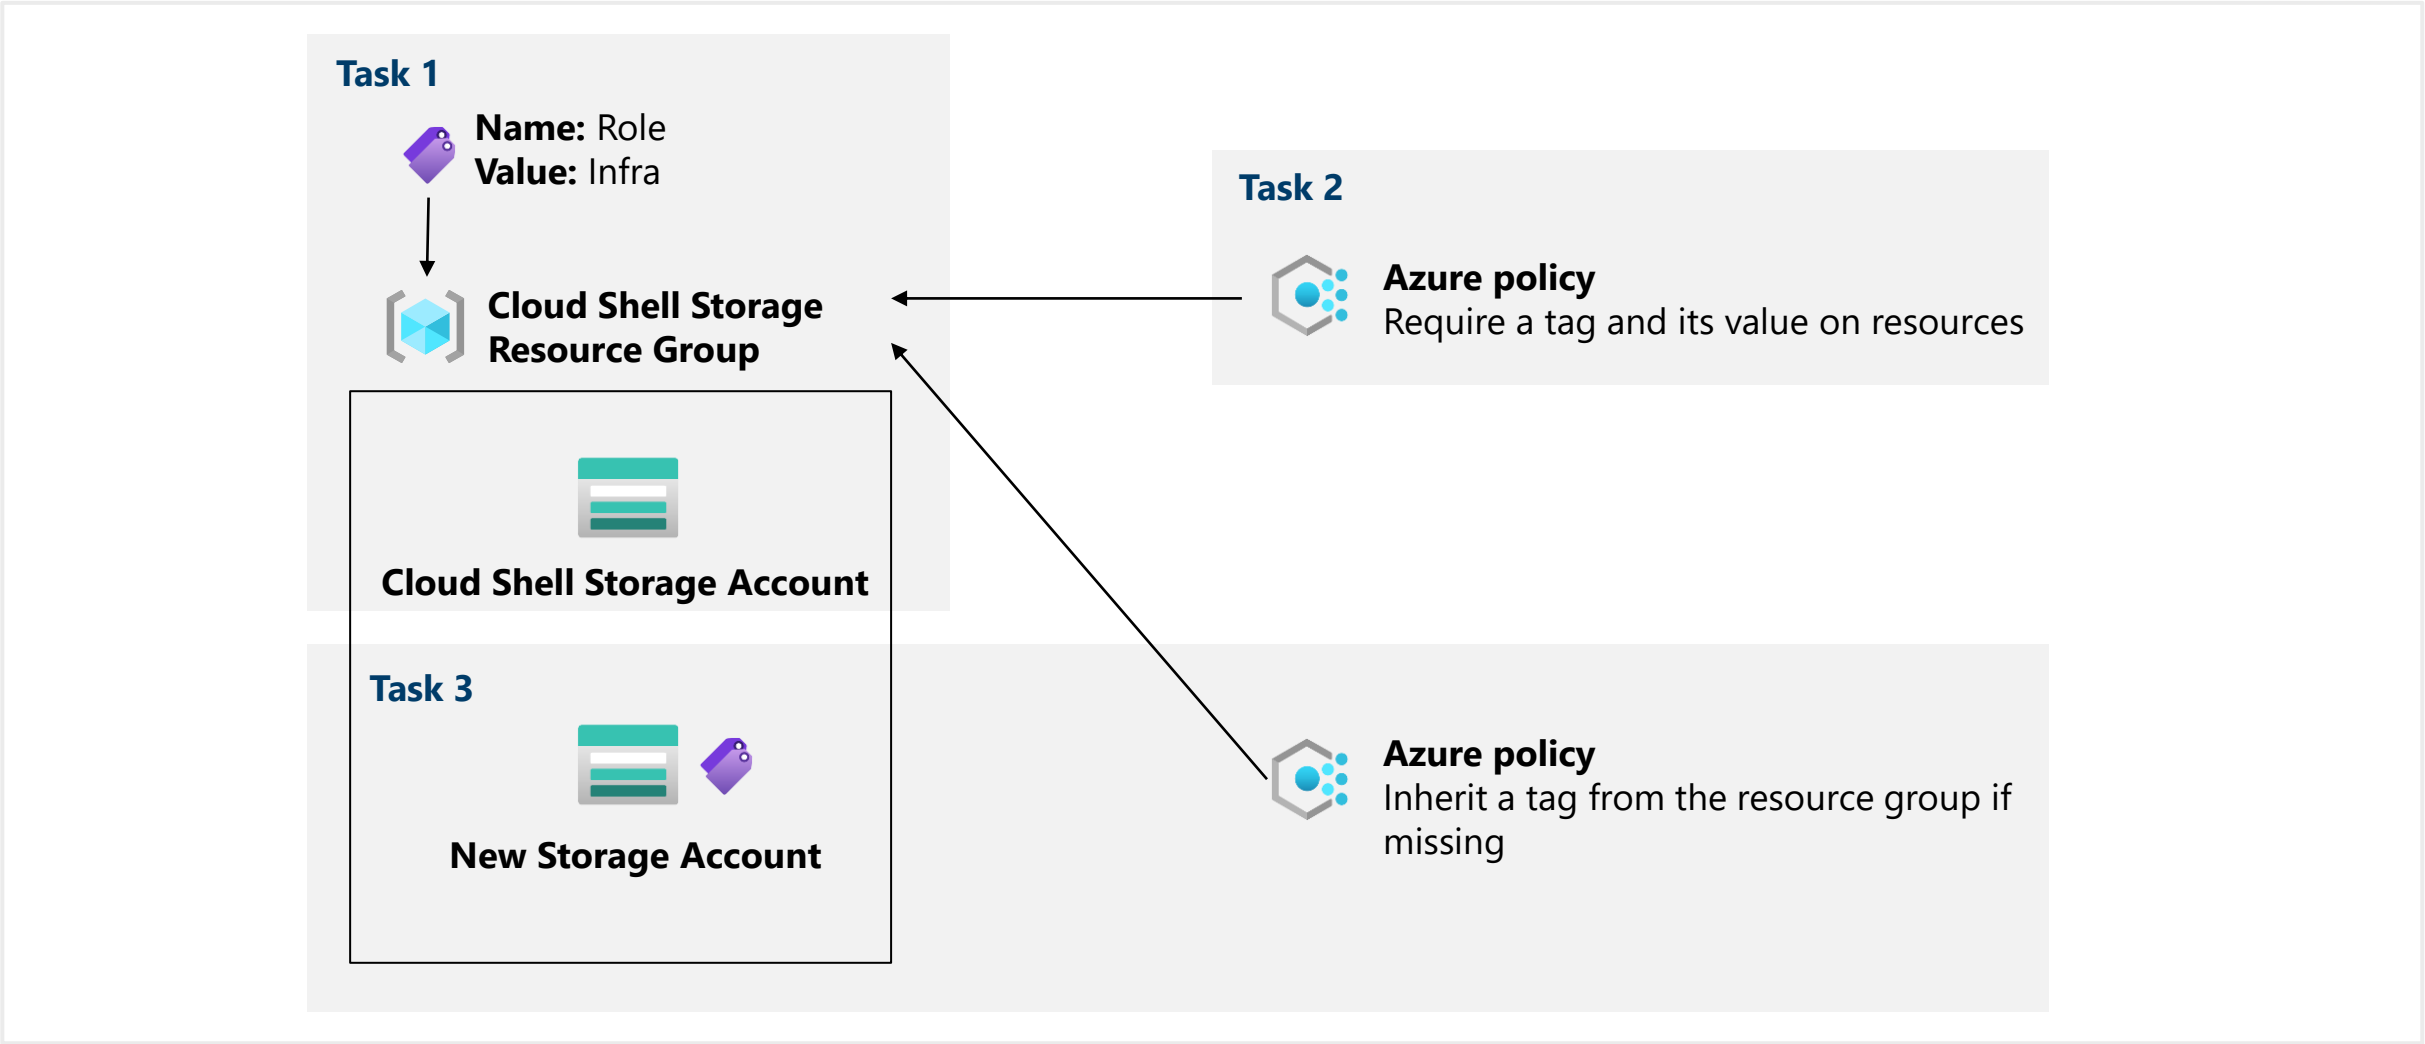 Task 1
Name: Role
Value: Infra
Cloud Shell Storage
Resource Group
Cloud Shell Storage Account
Task 2
Azure policy
Require a tag and its value on resources
Task 3
New Storage Account
Azure policy
Inherit a tag from the resource group if
missing